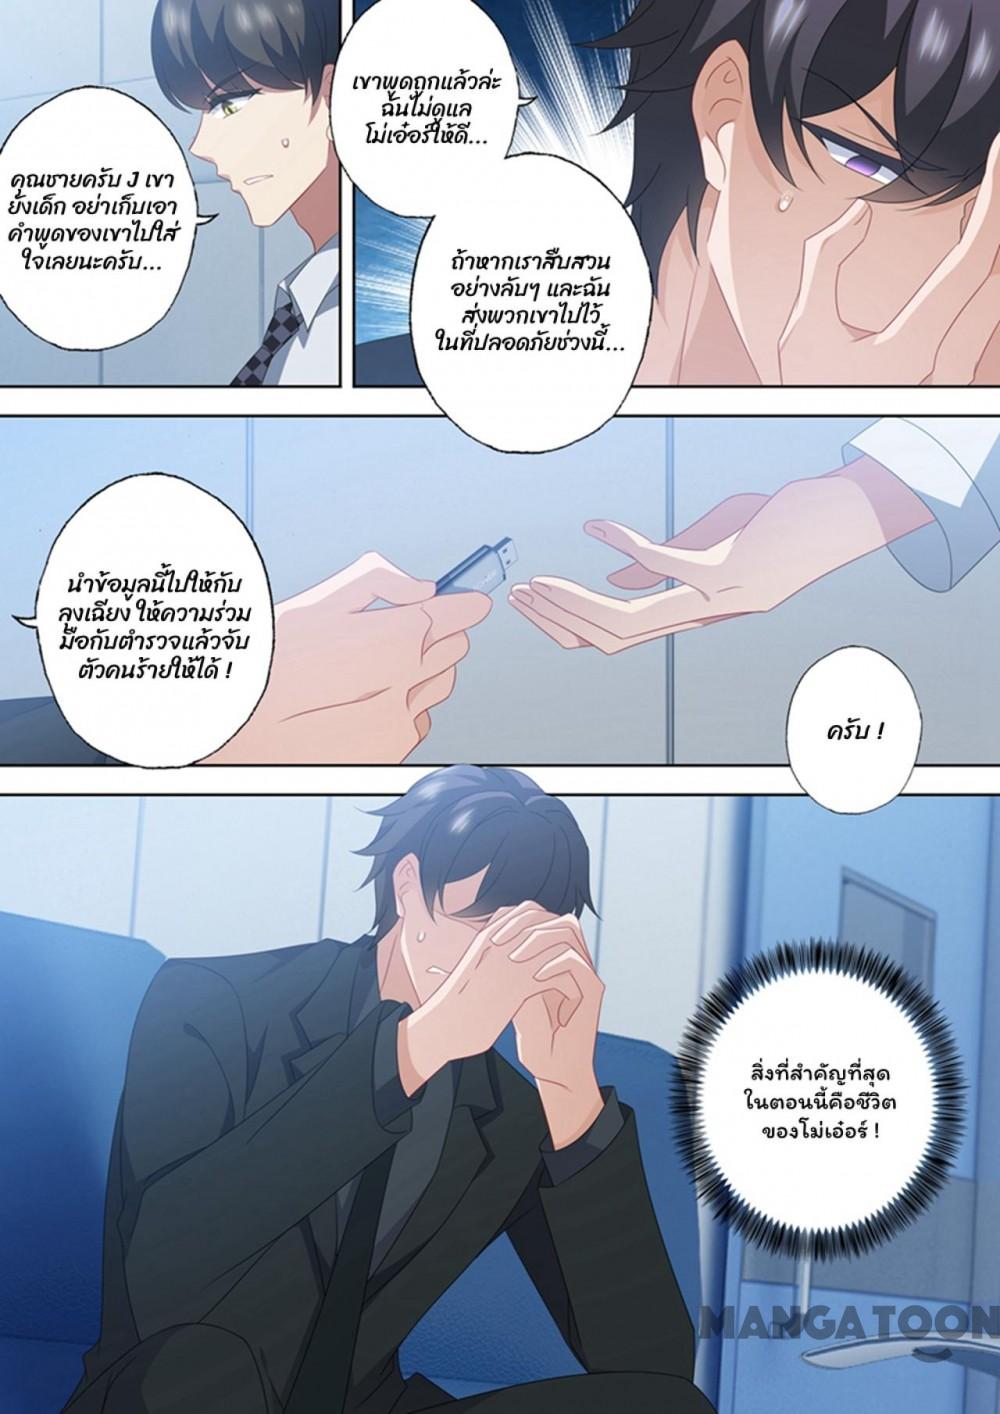 คุณชายครับ J เขา
ยังเด็ก อย่าเก็บเอา
คำพูดของเขาไปใส่
ใจเลยนะครับ...
เขาพูดถูกแล้วล่ะ
ฉันไม่ดูแล
โม่เอ๋อร์ให้ดี...
ถ้าหากเราสืบสวน
อย่างลับๆ และฉัน
ส่งพวกเขาไปไว้
ในที่ปลอดภัยช่วงนี้...
นำข้อมูลนี้ไปให้กับ
ลุงเฉียง ให้ความร่วม
มือกับตำรวจแล้วจับ
ตัวคนร้ายให้ได้ !
ครับ !
สิ่งที่สำคัญที่สุด
ในตอนนี้คือชีวิต
ของโม่เอ๋อร์ !
MANGATOON